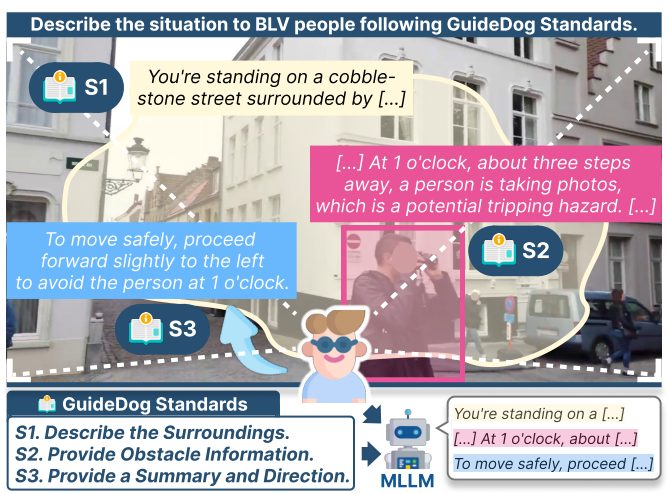 Describe the situation to BLV people following GuideDog Standards.
S1
You're standing on a cobble-
stone street surrounded by [...]
[...] At 1 o'clock, about three steps
away, a person is taking photos,
which is a potential tripping hazard. [...]
S2
To move safely, proceed
forward slightly to the left
to avoid the person at 1 o'clock.
S3
GuideDog Standards
S1. Describe the Surroundings.
S2. Provide Obstacle Information.
S3. Provide a Summary and Direction.
MLLM
You're standing on a [...]
[...] At 1 o'clock, about [...]
To move safely, proceed [...]